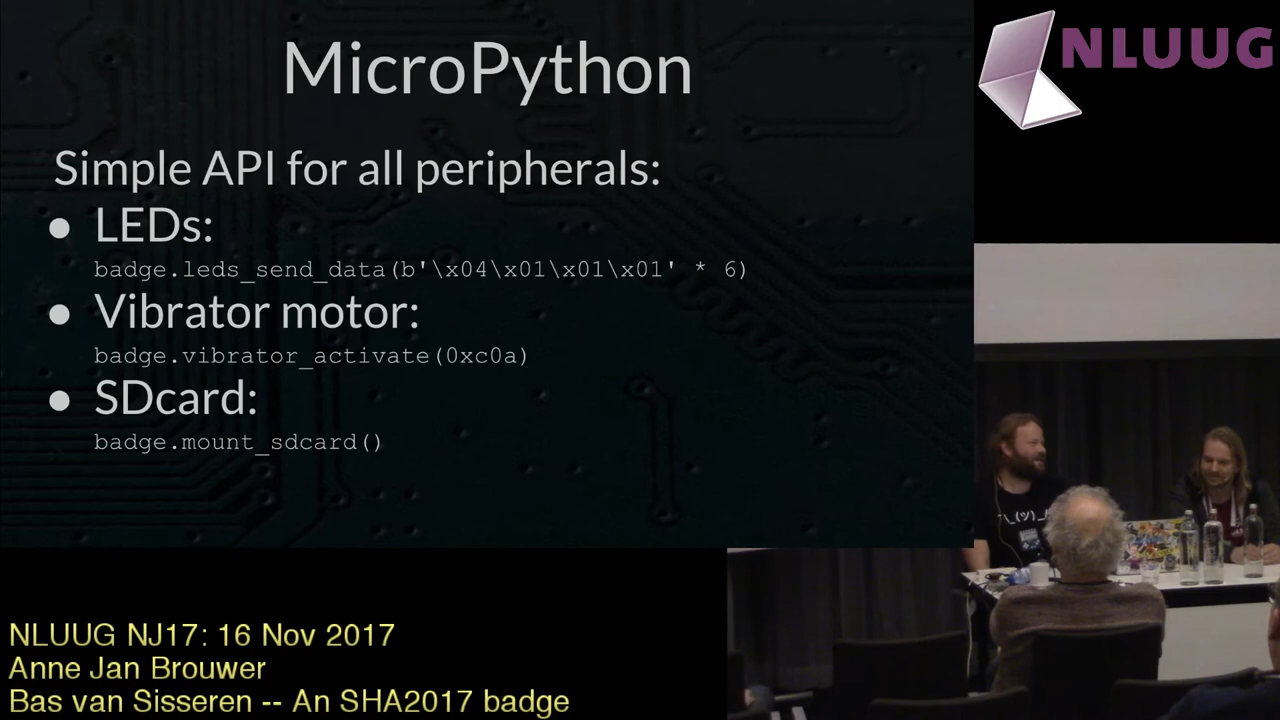 MicroPython
Simple API for all peripherals:
● LEDs:
badge.leds_send_data(b'\x04\x01\x01\x01' * 6)
● Vibrator motor:
badge.vibrator_activate(0xc0a)
● SDcard:
badge.mount_sdcard()
NLUUG
NLUUG NJ17: 16 Nov 2017
Anne Jan Brouwer
Bas van Sisseren -- An SHA2017 badge